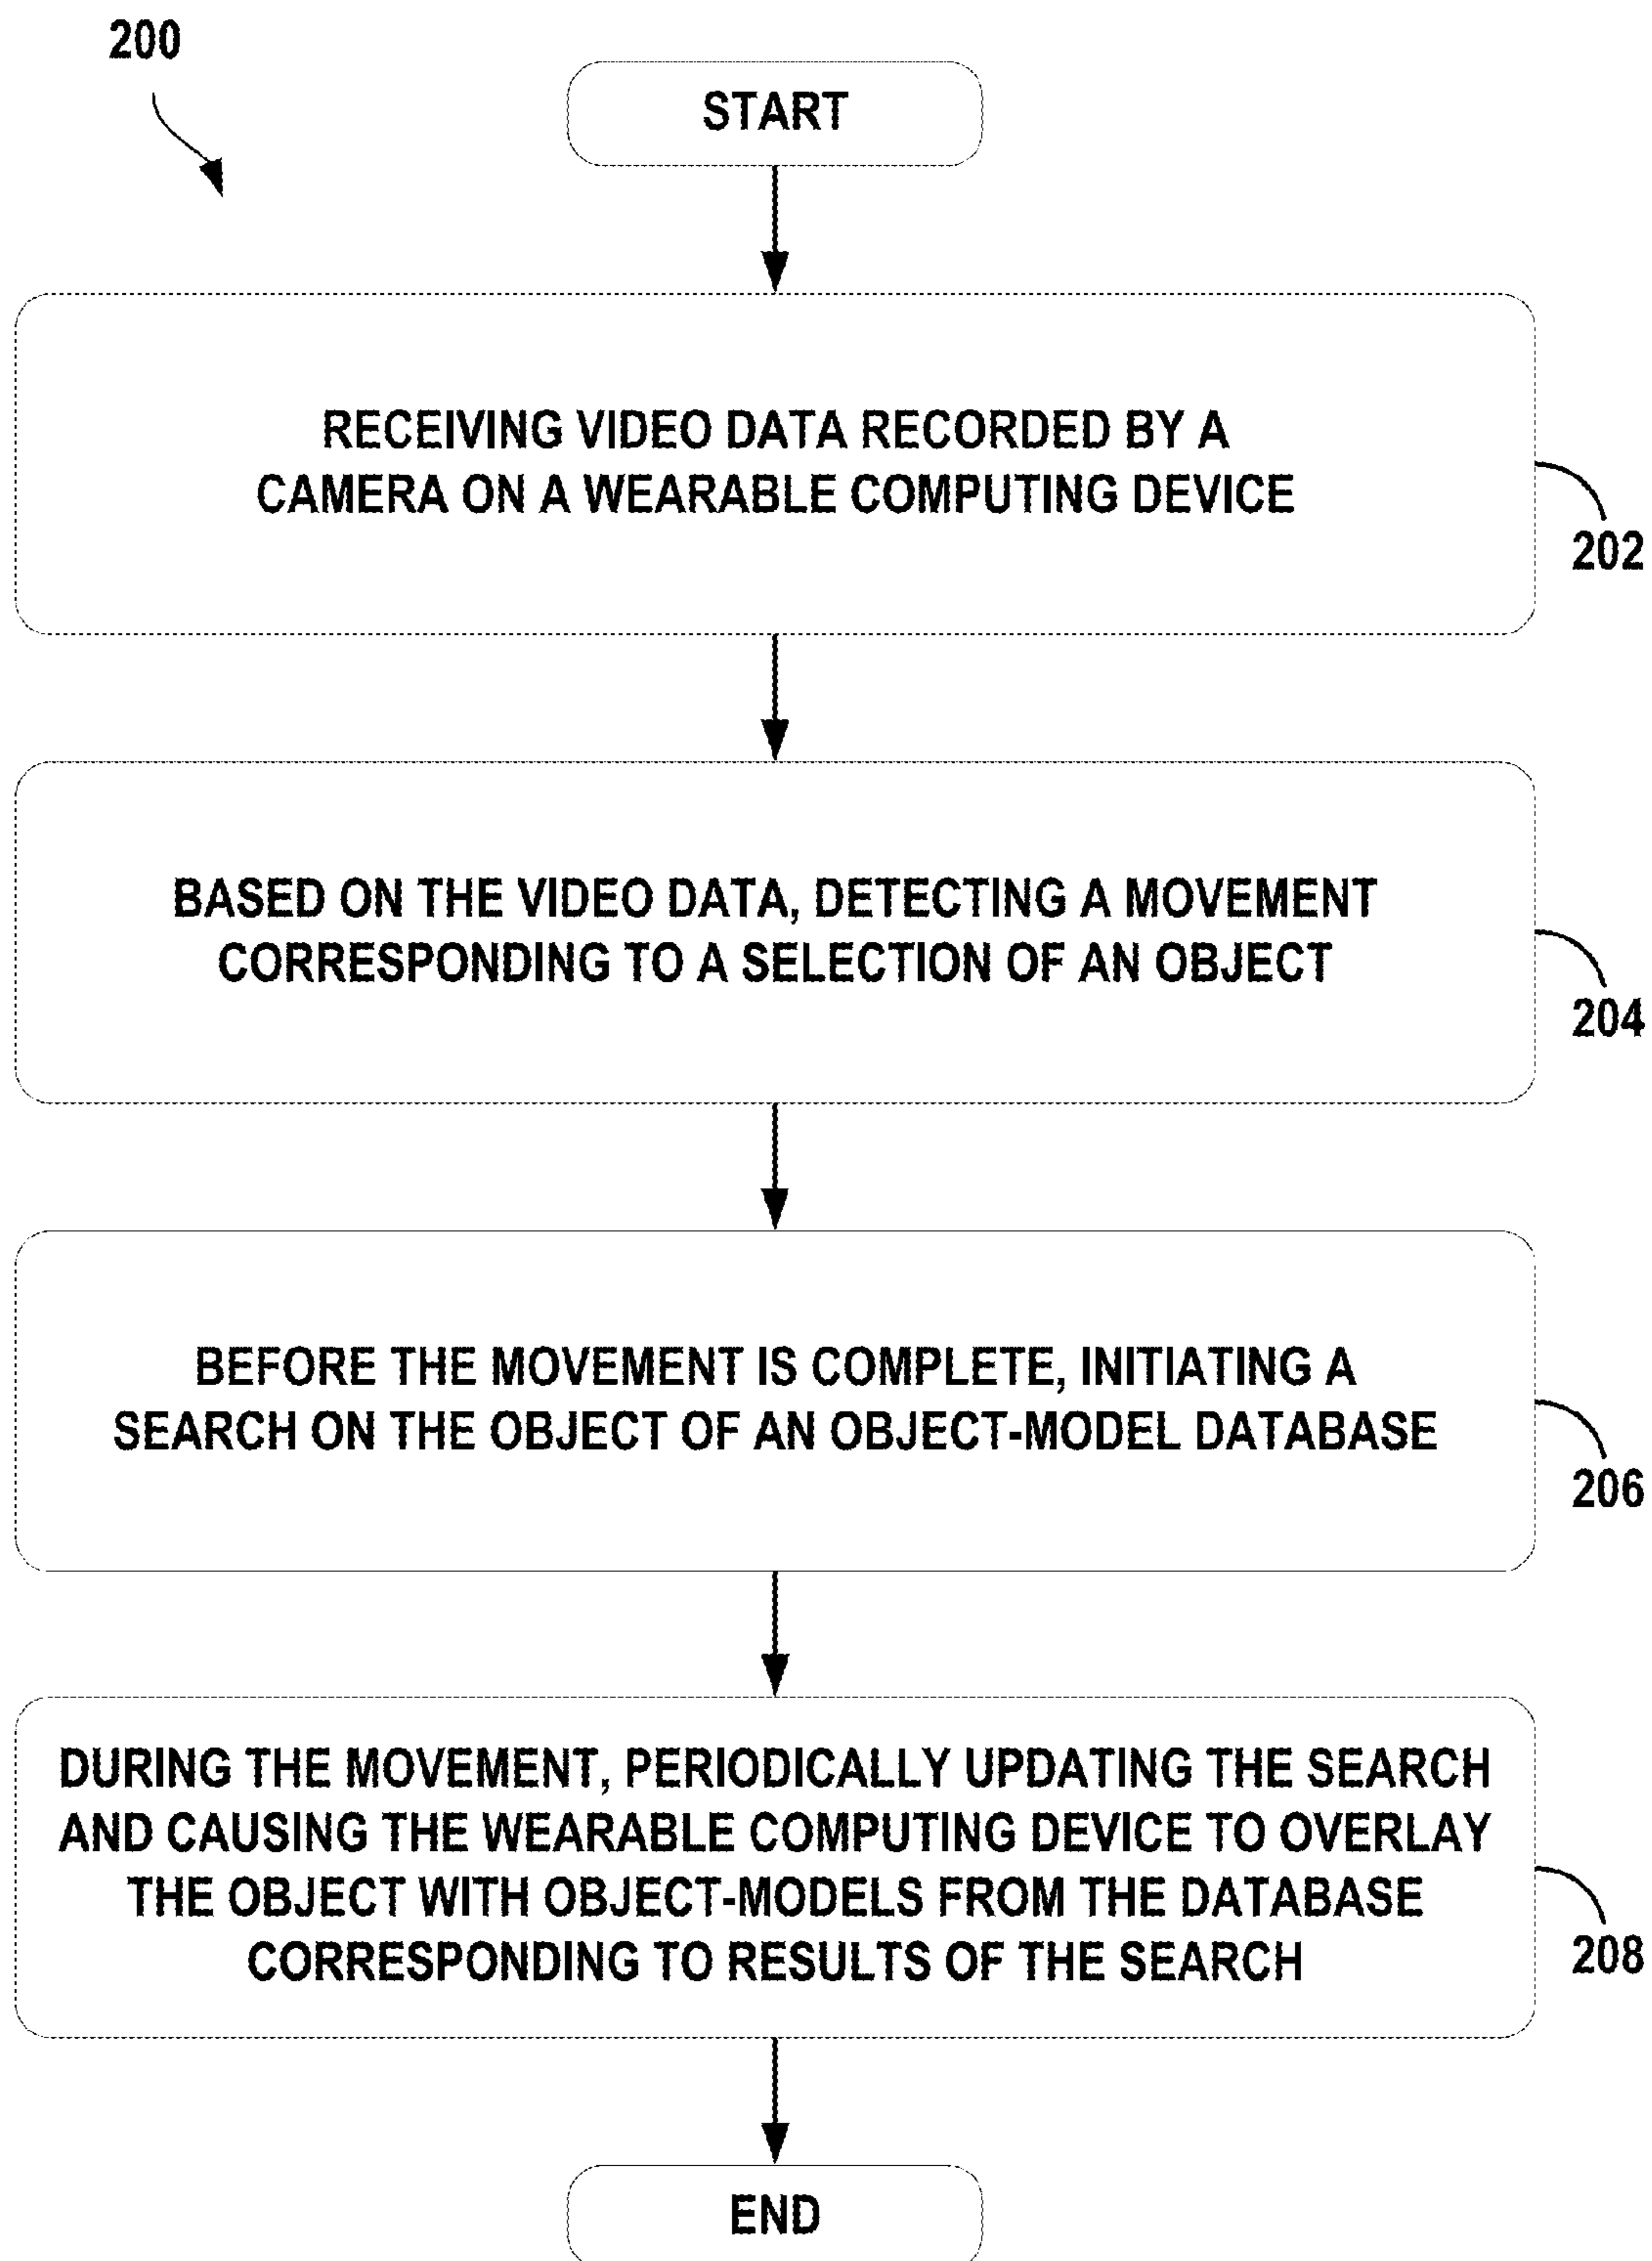 200
START
RECEIVING VIDEO DATA RECORDED BY A
CAMERA ON A WEARABLE COMPUTING DEVICE
202
BASED ON THE VIDEO DATA, DETECTING A MOVEMENT
CORRESPONDING TO A SELECTION OF AN OBJECT
204
BEFORE THE MOVEMENT IS COMPLETE, INITIATING A
SEARCH ON THE OBJECT OF AN OBJECT-MODEL DATABASE
206
DURING THE MOVEMENT, PERIODICALLY UPDATING THE SEARCH
AND CAUSING THE WEARABLE COMPUTING DEVICE TO OVERLAY
THE OBJECT WITH OBJECT-MODELS FROM THE DATABASE
CORRESPONDING TO RESULTS OF THE SEARCH
208
END